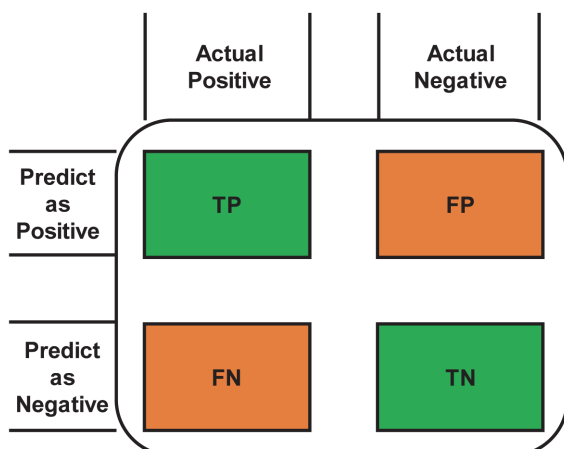 Actual
Positive
Actual
Negative
Predict
as
Positive
TP
FP
Predict
as
Negative
FN
TN